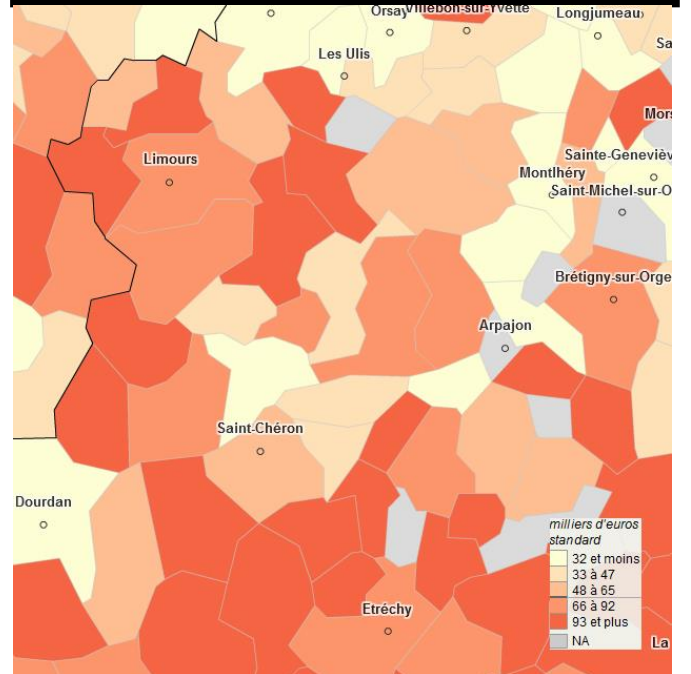 Orsay
Villebon-sur-Yvette
Longjumeau
Les Ulis
Sa
Mors
Limours
Sainte-Genevièv
Montlhéry
Saint-Michel-sur-O
Brétigny-sur-Orge
Arpajon
Saint-Chéron
Dourdan
milliers d'euros
standard
32 et moins
33 à 47
48 à 65
66 à 92
93 et plus
NA
Etréchy
La